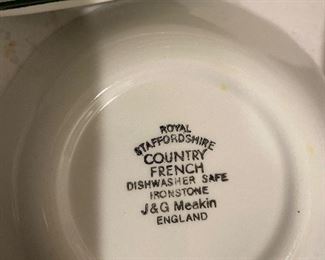 ROYAL
STAFFORDSHIRE
COUNTRY
FRENCH
DISHWASHER SAFE
IRONSTONE
J&G Meakin
ENGLAND